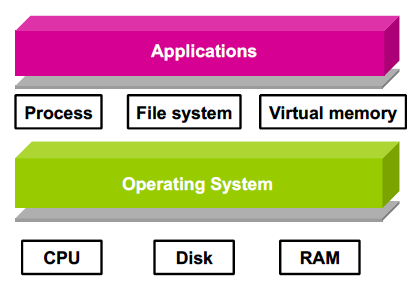 Applications
Process File system Virtual memory
Operating System
CPU Disk RAM